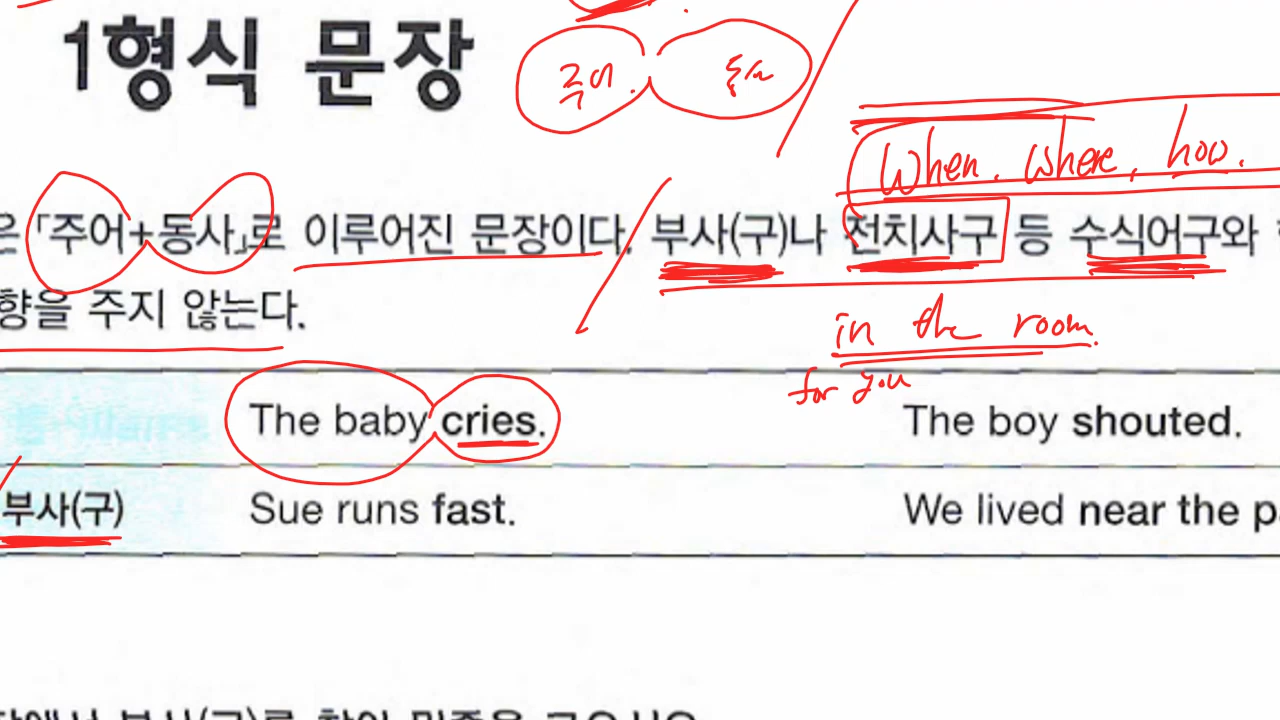 1형식 문장
주어 동사
When. where, how.
은 「주어+동사」로 이루어진 문장이다. 부사(구)나 전치사구 등 수식어구와
향을 주지 않는다.
in the room.
for you
The baby cries. The boy shouted.
부사(구) Sue runs fast. We lived near the p